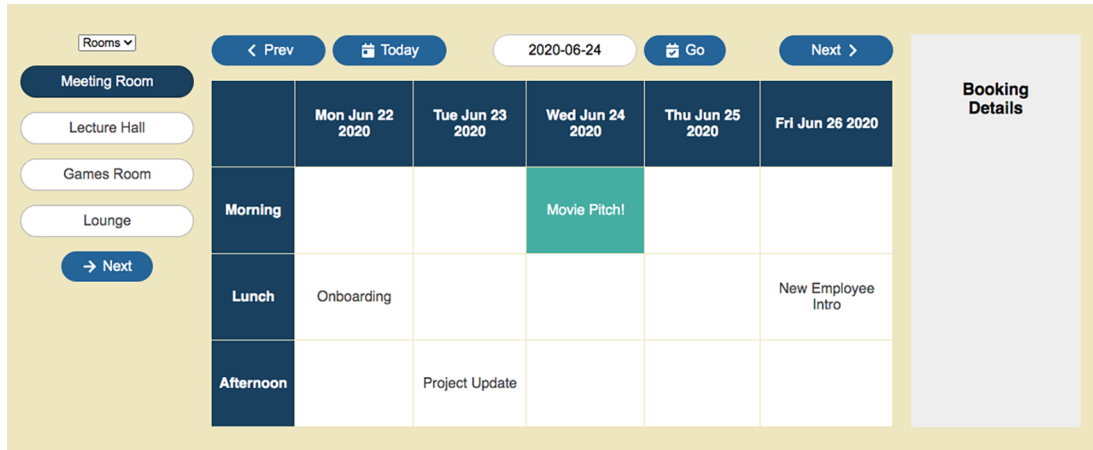 Rooms
Meeting Room
Lecture Hall
Games Room
Lounge
Next
Prev
Today
2020-06-24
Go
Next
Mon Jun 22
2020
Tue Jun 23
2020
Wed Jun 24
2020
Thu Jun 25
2020
Fri Jun 26 2020
Morning
Movie Pitch!
Lunch
Onboarding
New Employee
Intro
Afternoon
Project Update
Booking
Details